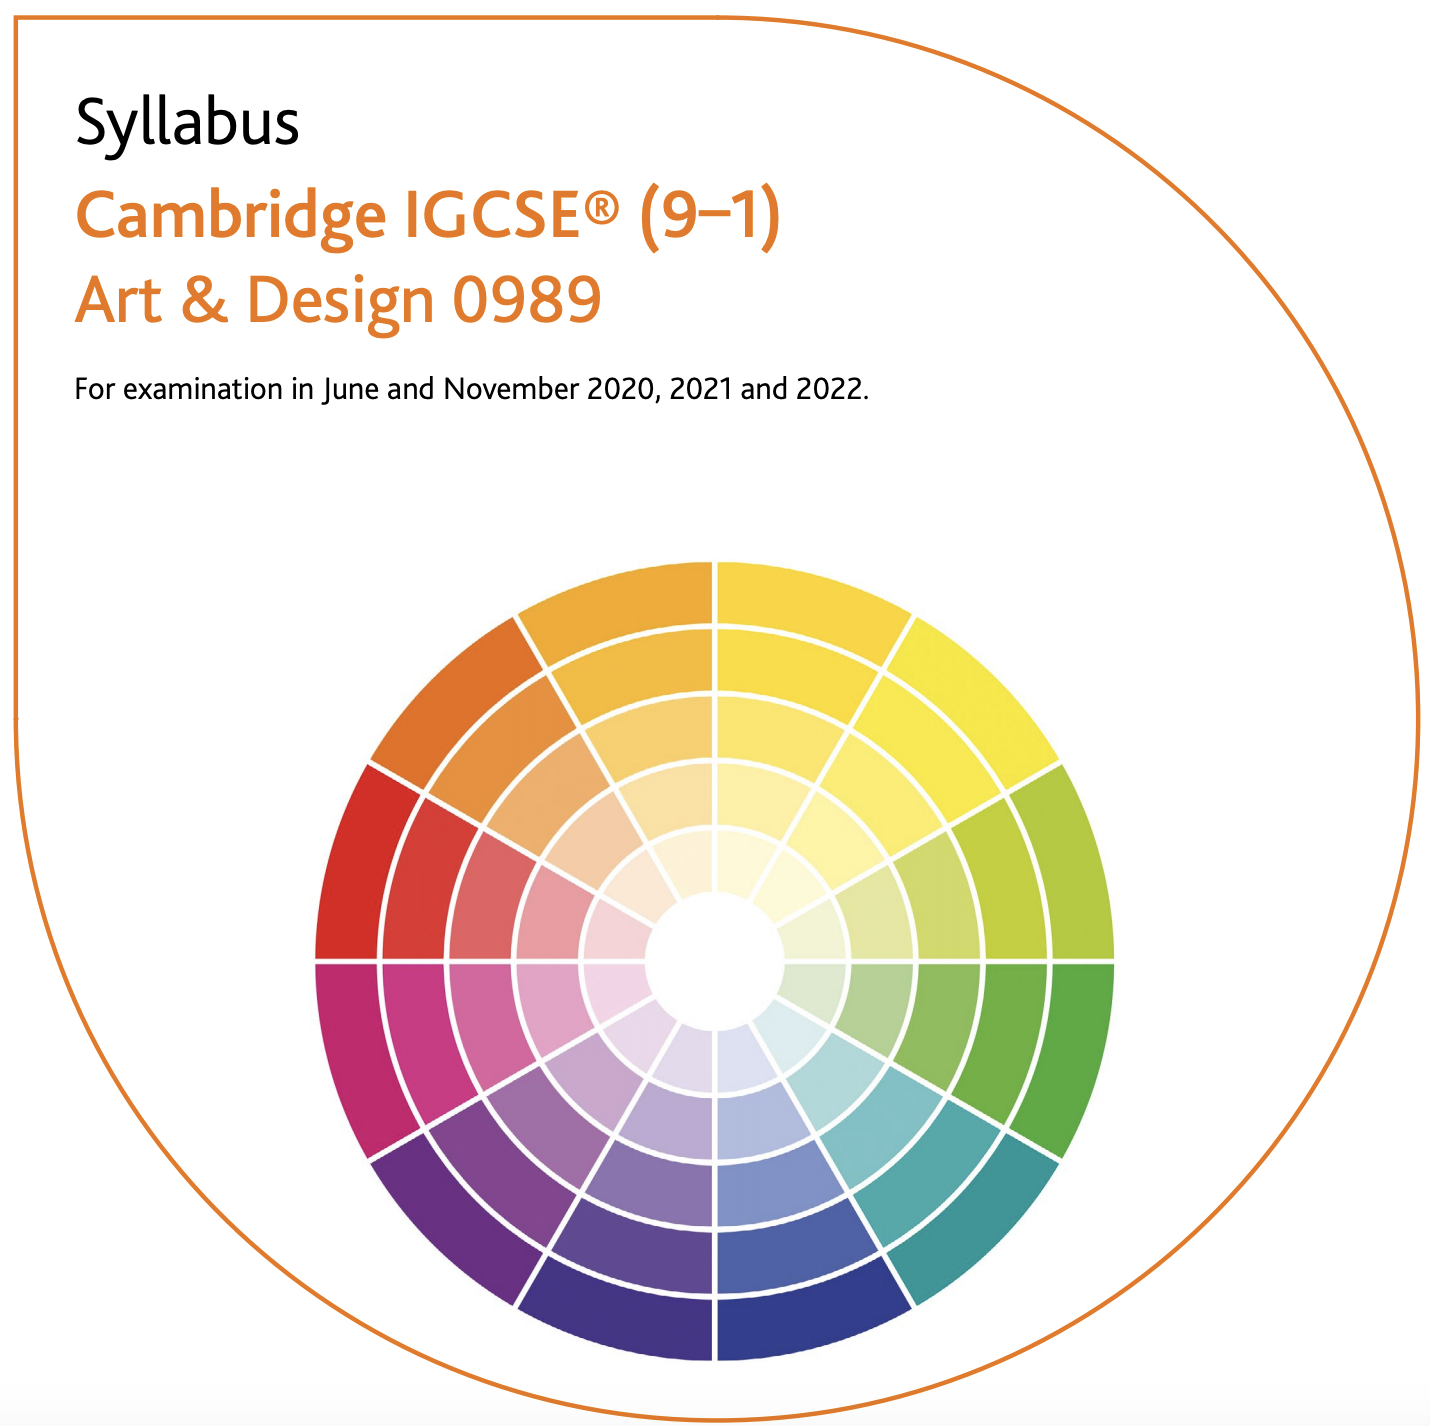 Syllabus
Cambridge IGCSE® (9–1)
Art & Design 0989
For examination in June and November 2020, 2021 and 2022.